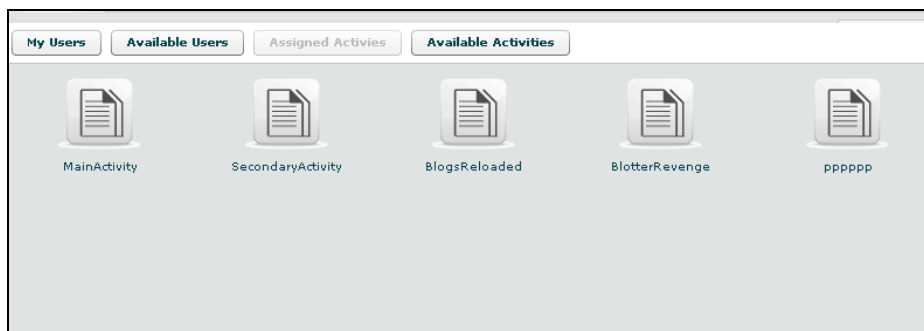 My Users Available Users Assigned Activies Available Activities
MainActivity SecondaryActivity BlogsReloaded BlotterRevenge pppppp